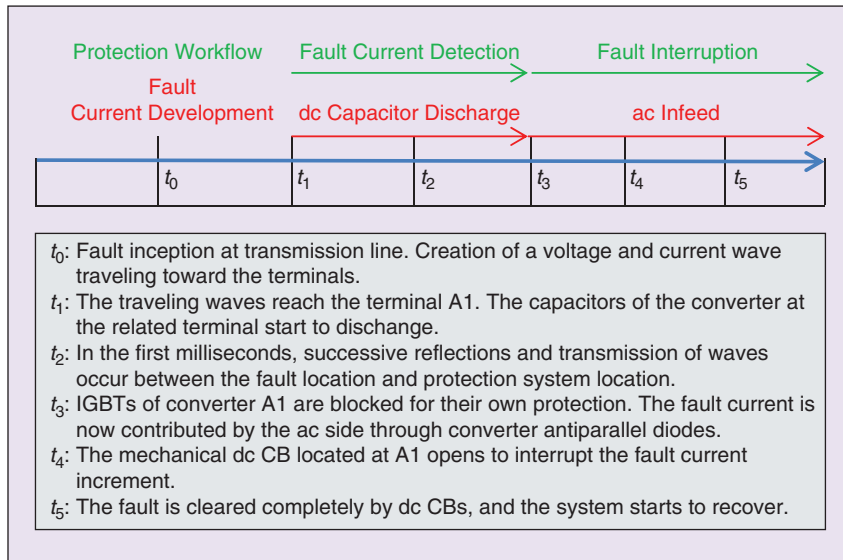 Protection Workflow
Fault Current Detection
Fault Interruption
Fault
Current Development
dc Capacitor Discharge
ac Infeed
t0
t1
t2
t3
t4
t5
t0: Fault inception at transmission line. Creation of a voltage and current wave
traveling toward the terminals.
t1: The traveling waves reach the terminal A1. The capacitors of the converter at
the related terminal start to discharge.
t2: In the first milliseconds, successive reflections and transmission of waves
occur between the fault location and protection system location.
t3: IGBTs of converter A1 are blocked for their own protection. The fault current is
now contributed by the ac side through converter antiparallel diodes.
t4: The mechanical dc CB located at A1 opens to interrupt the fault current
increment.
t5: The fault is cleared completely by dc CBs, and the system starts to recover.